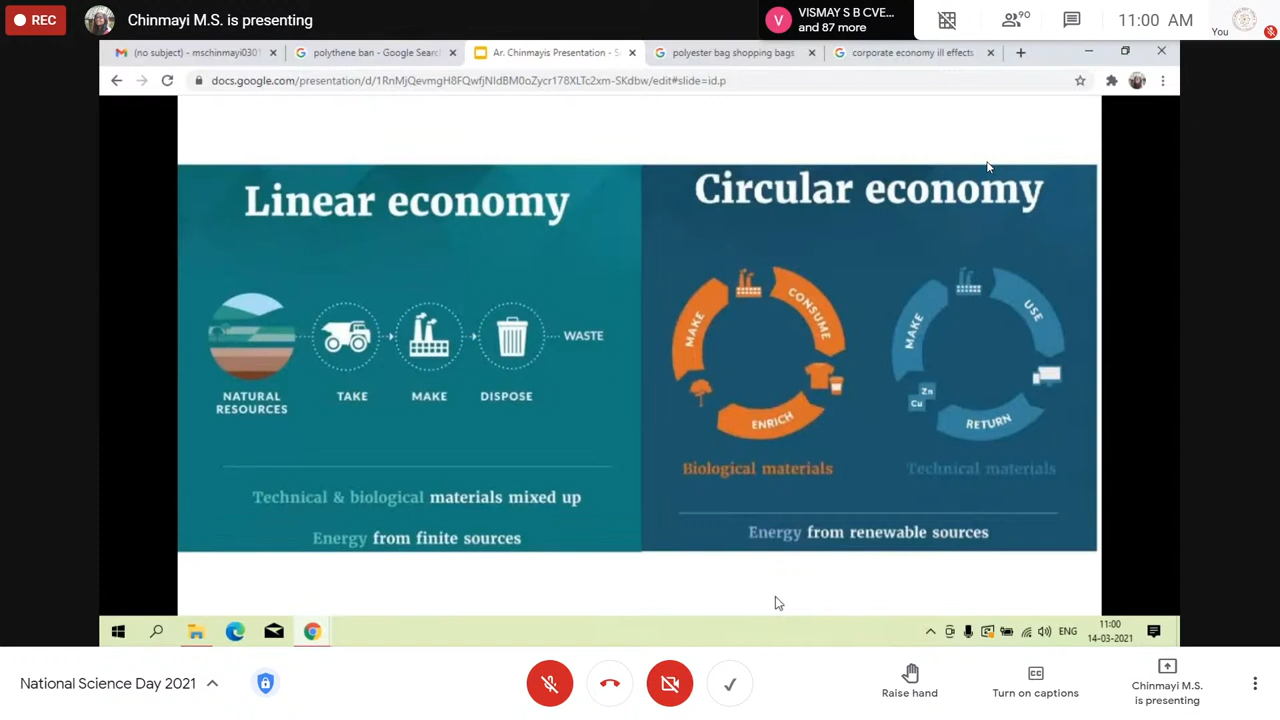 REC
Chinmayi M.S. is presenting
V
VISMAY S B CVE...
and 87 more
90
11:00 AM
You
(no subject) - mschinmayi030
polythene ban - Google Searc
Ar. Chinmayis Presentation - S
polyester bag shopping bags
corporate economy ill effects
docs.google.com/presentation/d/1RnMjQevmgH8FQwfjNIdBM0oZycr178XLTc2xm-SKdbw/edit#slide=id.p
Linear economy
NATURAL
RESOURCES
TAKE
MAKE
DISPOSE
WASTE
Technical & biological materials mixed up
Energy from finite sources
Circular economy
MAKE
CONSUME
ENRICH
Biological materials
MAKE
USE
Zn
Cu
RETURN
Technical materials
Energy from renewable sources
ENG
11:00
14-03-2021
National Science Day 2021
Raise hand
CC
Turn on captions
Chinmayi M.S.
is presenting